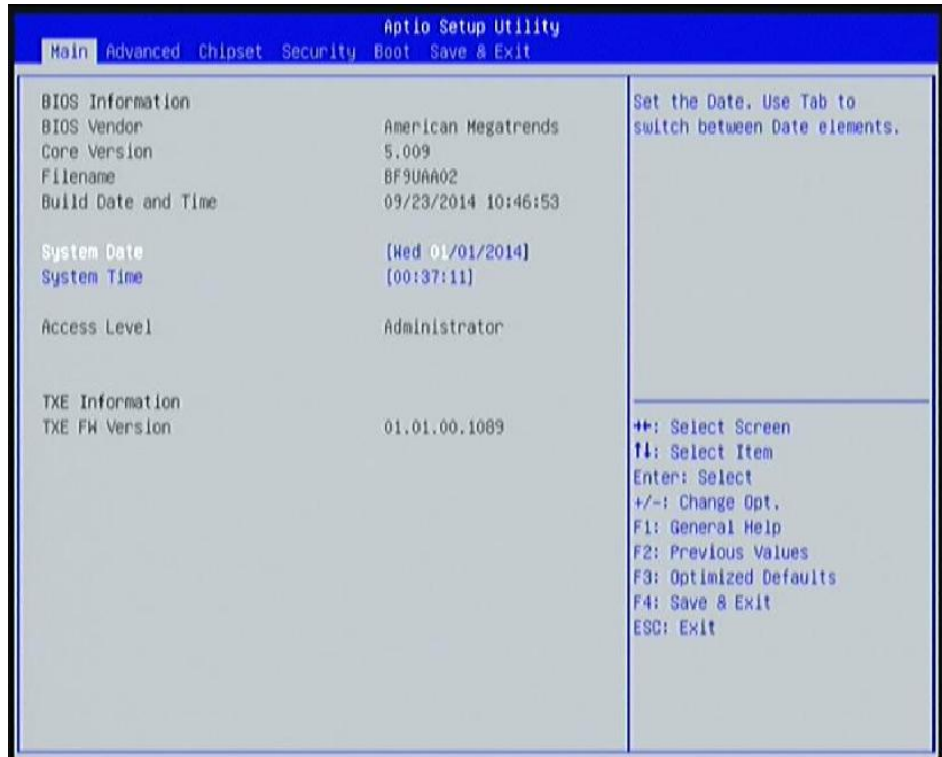 Aptio Setup Utility
Main Advanced Chipset Security Boot Save & Exit
BIOS Information
BIOS Vendor American Megatrends
Core Version 5.009
Filename BF9UAA02
Build Date and Time 09/23/2014 10:46:53
System Date [Wed 01/01/2014]
System Time [00:37:11]
Access Level Administrator
TXE Information
TXE FW Version 01.01.00.1089
Set the Date. Use Tab to
switch between Date elements.
→←: Select Screen
↑↓: Select Item
Enter: Select
+/-: Change Opt.
F1: General Help
F2: Previous Values
F3: Optimized Defaults
F4: Save & Exit
ESC: Exit